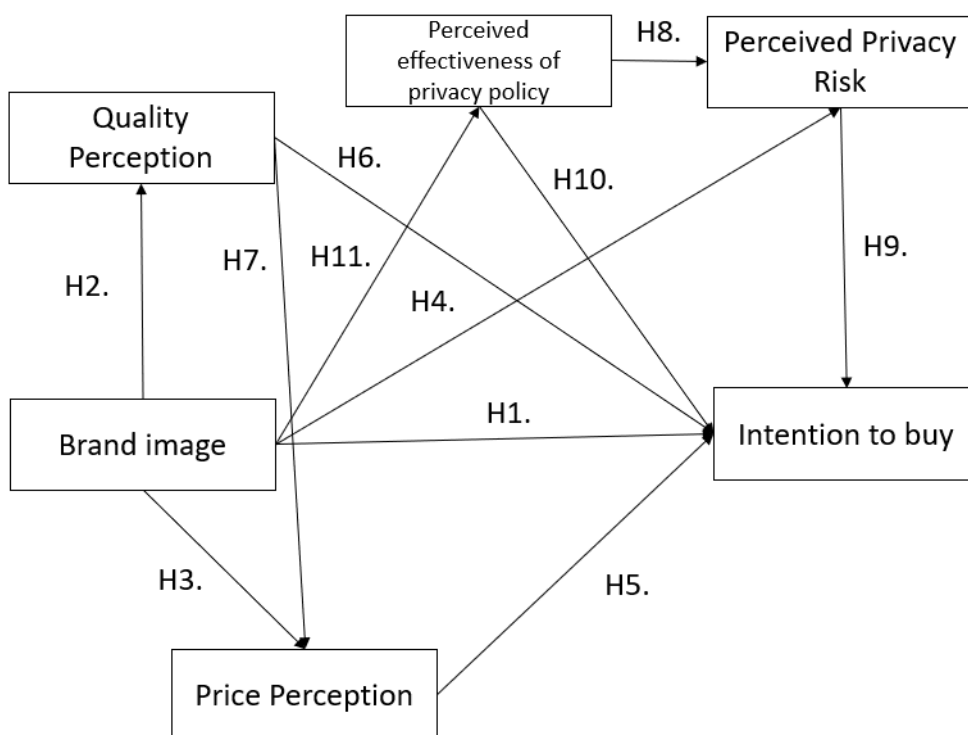 Perceived
effectiveness of
privacy policy
H8.
Perceived Privacy
Risk
Quality
Perception
H6.
H10.
H7.
H11.
H9.
H2.
H4.
Brand image
H1.
Intention to buy
H3.
H5.
Price Perception